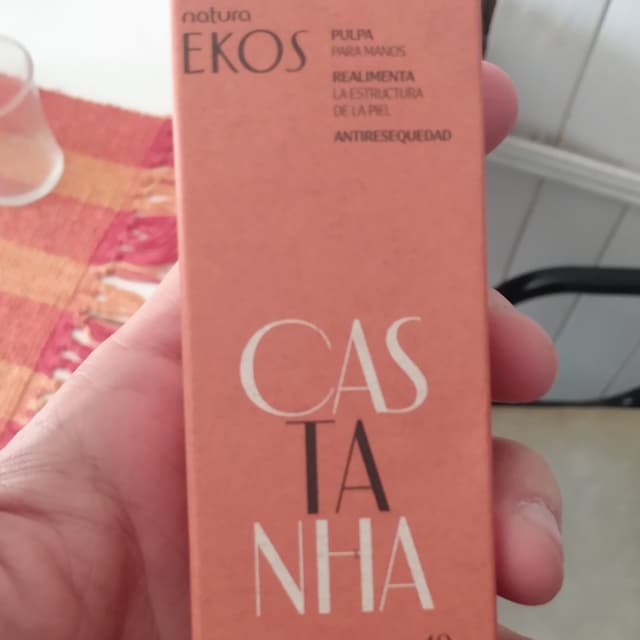 natura
EKOS
PULPA
PARA MANOS
REALIMENTA
LA ESTRUCTURA
DE LA PIEL
ANTIRESEQUEDAD
CAS
TA
NHA